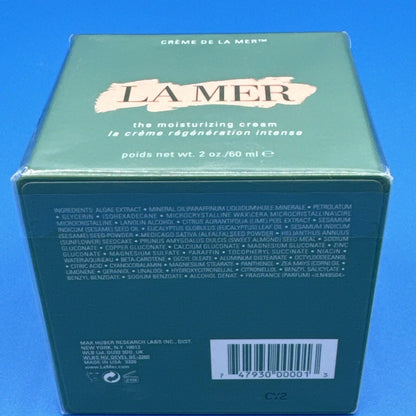 CRÈME DE LA MER™
LA MER
the moisturizing cream
la crème régénération intense
poids net wt. 2 oz./60 ml ℮
INGREDIENTS: ALGAE EXTRACT • MINERAL OIL\PARAFFINUM LIQUIDUM\HUILE MINERALE • PETROLATUM
• GLYCERIN • ISOHEXADECANE • MICROCRYSTALLINE WAX\CERA MICROCRISTALLINA\CIRE
MICROCRISTALLINE • LANOLIN ALCOHOL • CITRUS AURANTIFOLIA (LIME) PEEL EXTRACT • SESAMUM
INDICUM (SESAME) SEED OIL • EUCALYPTUS GLOBULUS (EUCALYPTUS) LEAF OIL • SESAMUM INDICUM
(SESAME) SEED POWDER • MEDICAGO SATIVA (ALFALFA) SEED POWDER • HELIANTHUS ANNUUS
(SUNFLOWER) SEEDCAKE • PRUNUS AMYGDALUS DULCIS (SWEET ALMOND) SEED MEAL • SODIUM
GLUCONATE • COPPER GLUCONATE • CALCIUM GLUCONATE • MAGNESIUM GLUCONATE • ZINC
GLUCONATE • MAGNESIUM SULFATE • PARAFFIN • TOCOPHERYL SUCCINATE • NIACIN •
WATER\AQUA\EAU • BETA-CAROTENE • DECYL OLEATE • ALUMINUM DISTEARATE • OCTYLDODECANOL
• CITRIC ACID • CYANOCOBALAMIN • MAGNESIUM STEARATE • PANTHENOL •
LIMONENE • GERANIOL • LINALOOL • HYDROXYCITRONELLAL • CITRONELLOL • BENZYL SALICYLATE
• BENZYL BENZOATE • SODIUM BENZOATE • ALCOHOL DENAT. • FRAGRANCE (PARFUM)
MAX HUBER RESEARCH LABS INC., DIST.
NEW YORK, N.Y. 10012
MADE IN USA
www.LaMer.com
7 47930 00001 3
CY2